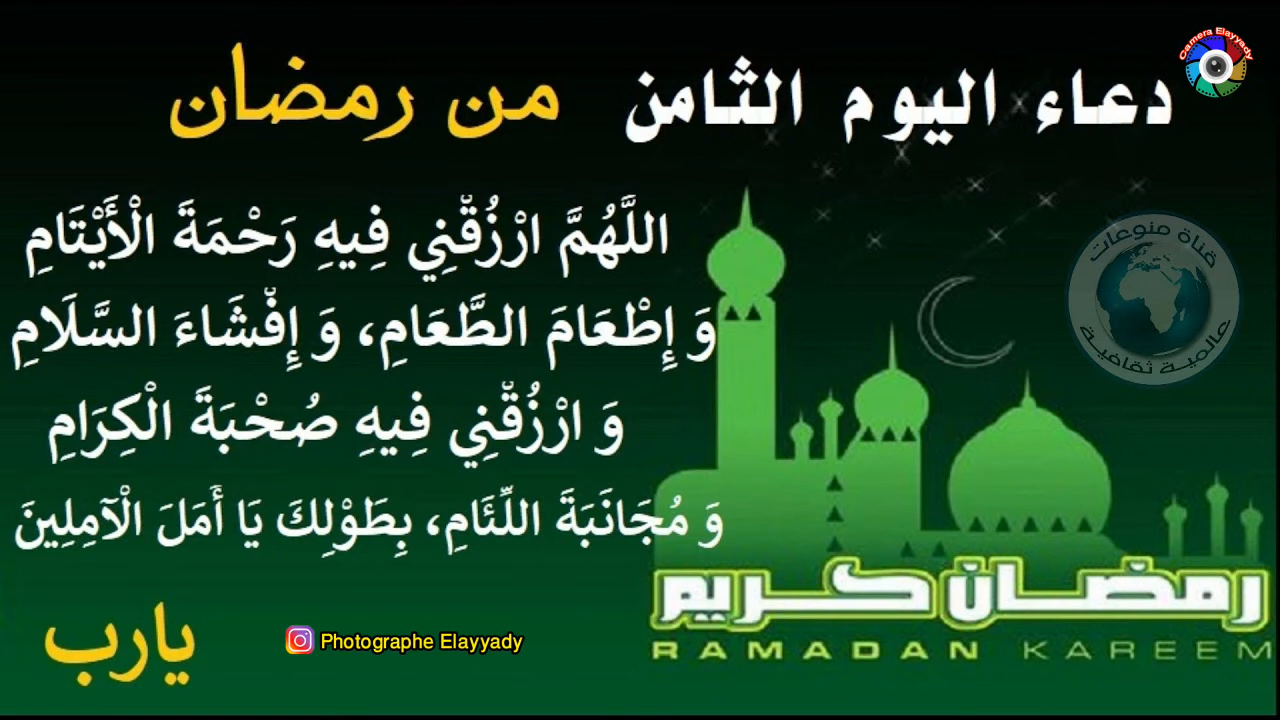 دعاء اليوم الثامن من رمضان
Camera Elayyady
اللَّهُمَّ ارْزُقْنِي فِيهِ رَحْمَةَ الْأَيْتَامِ
وَ إِطْعَامَ الطَّعَامِ، وَ إِفْشَاءَ السَّلَامِ
وَ ارْزُقْنِي فِيهِ صُحْبَةَ الْكِرَامِ
وَ مُجَانَبَةَ اللِّئَامِ، بِطَوْلِكَ يَا أَمَلَ الْآمِلِينَ
قناة منوعات
عالمية ثقافية
رمضان كريم
RAMADAN KAREEM
يارب
Photographe Elayyady